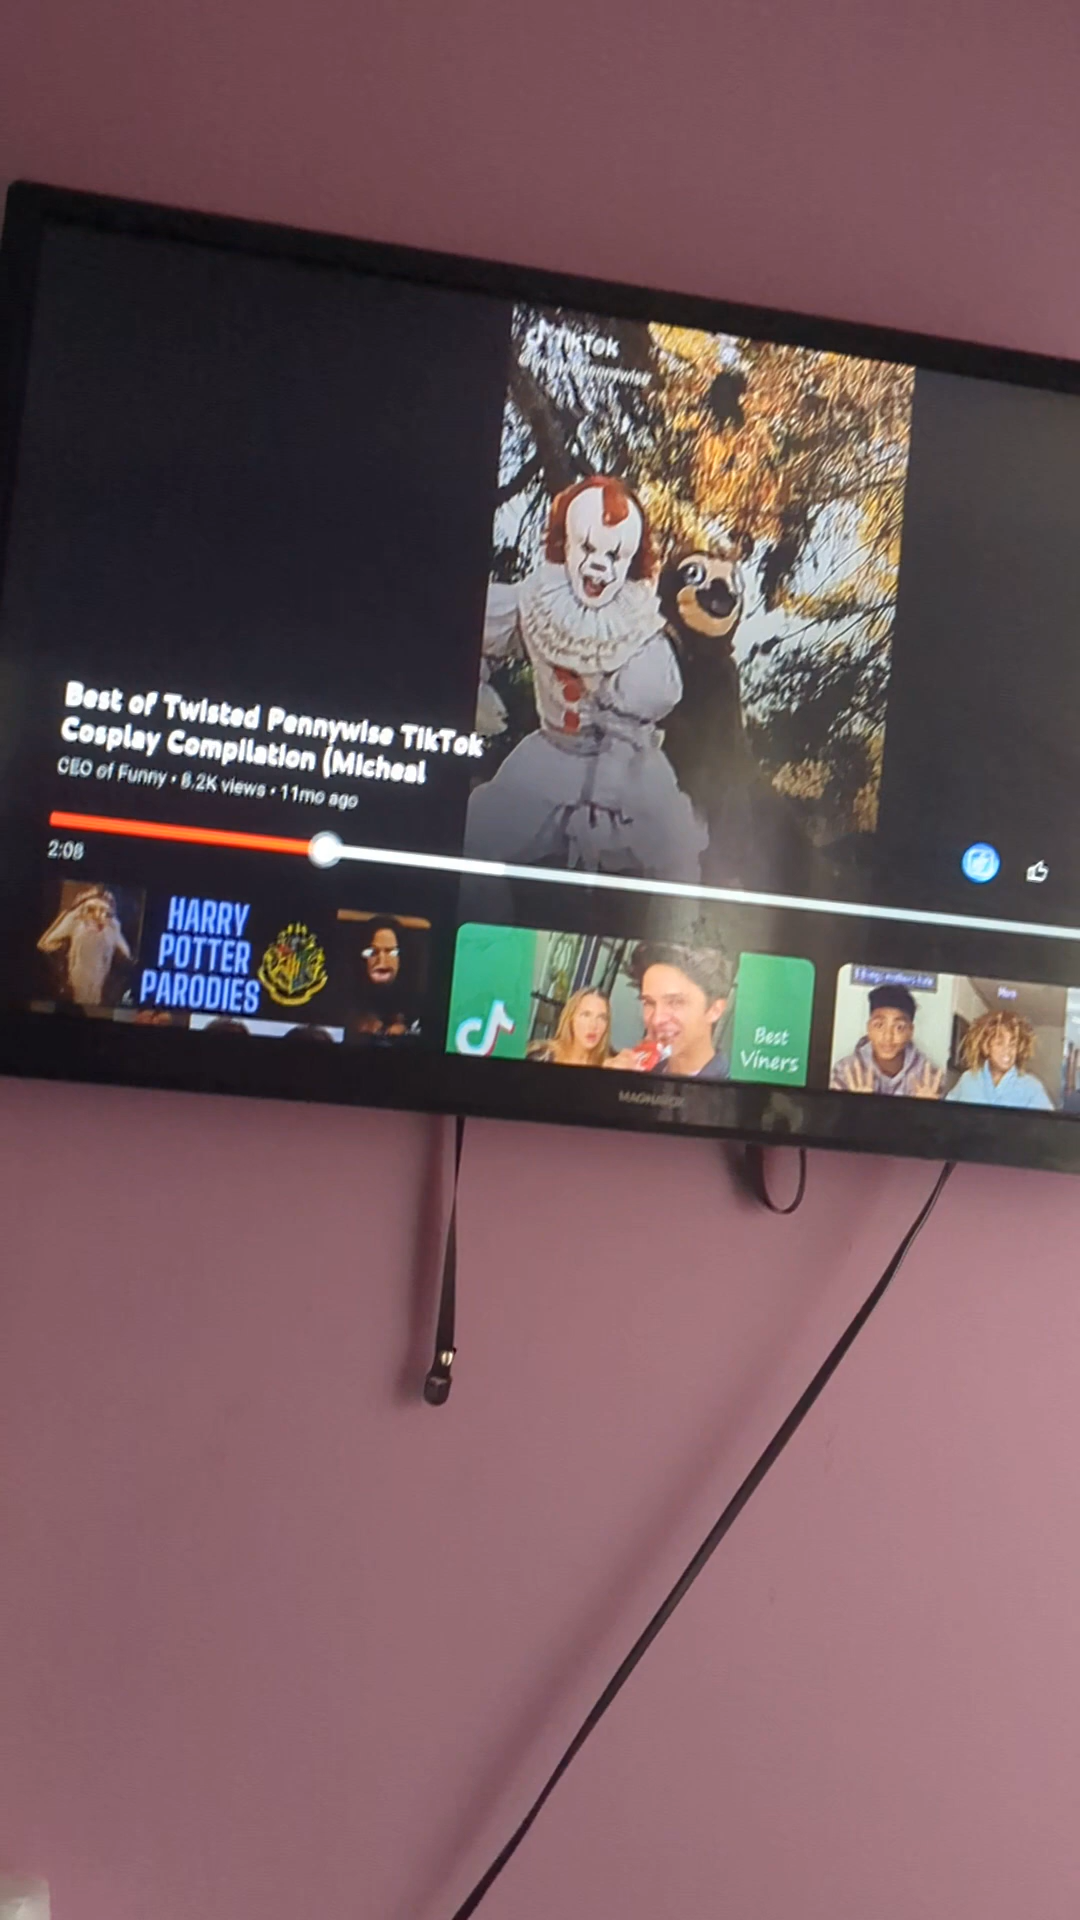 TikTok
Best of Twisted Pennywise TikTok
Cosplay Compilation (Micheal
CEO of Funny • 8.2K views • 11mo ago
2:08
HARRY
POTTER
PARODIES
Best
Viners
MAGNAVOX